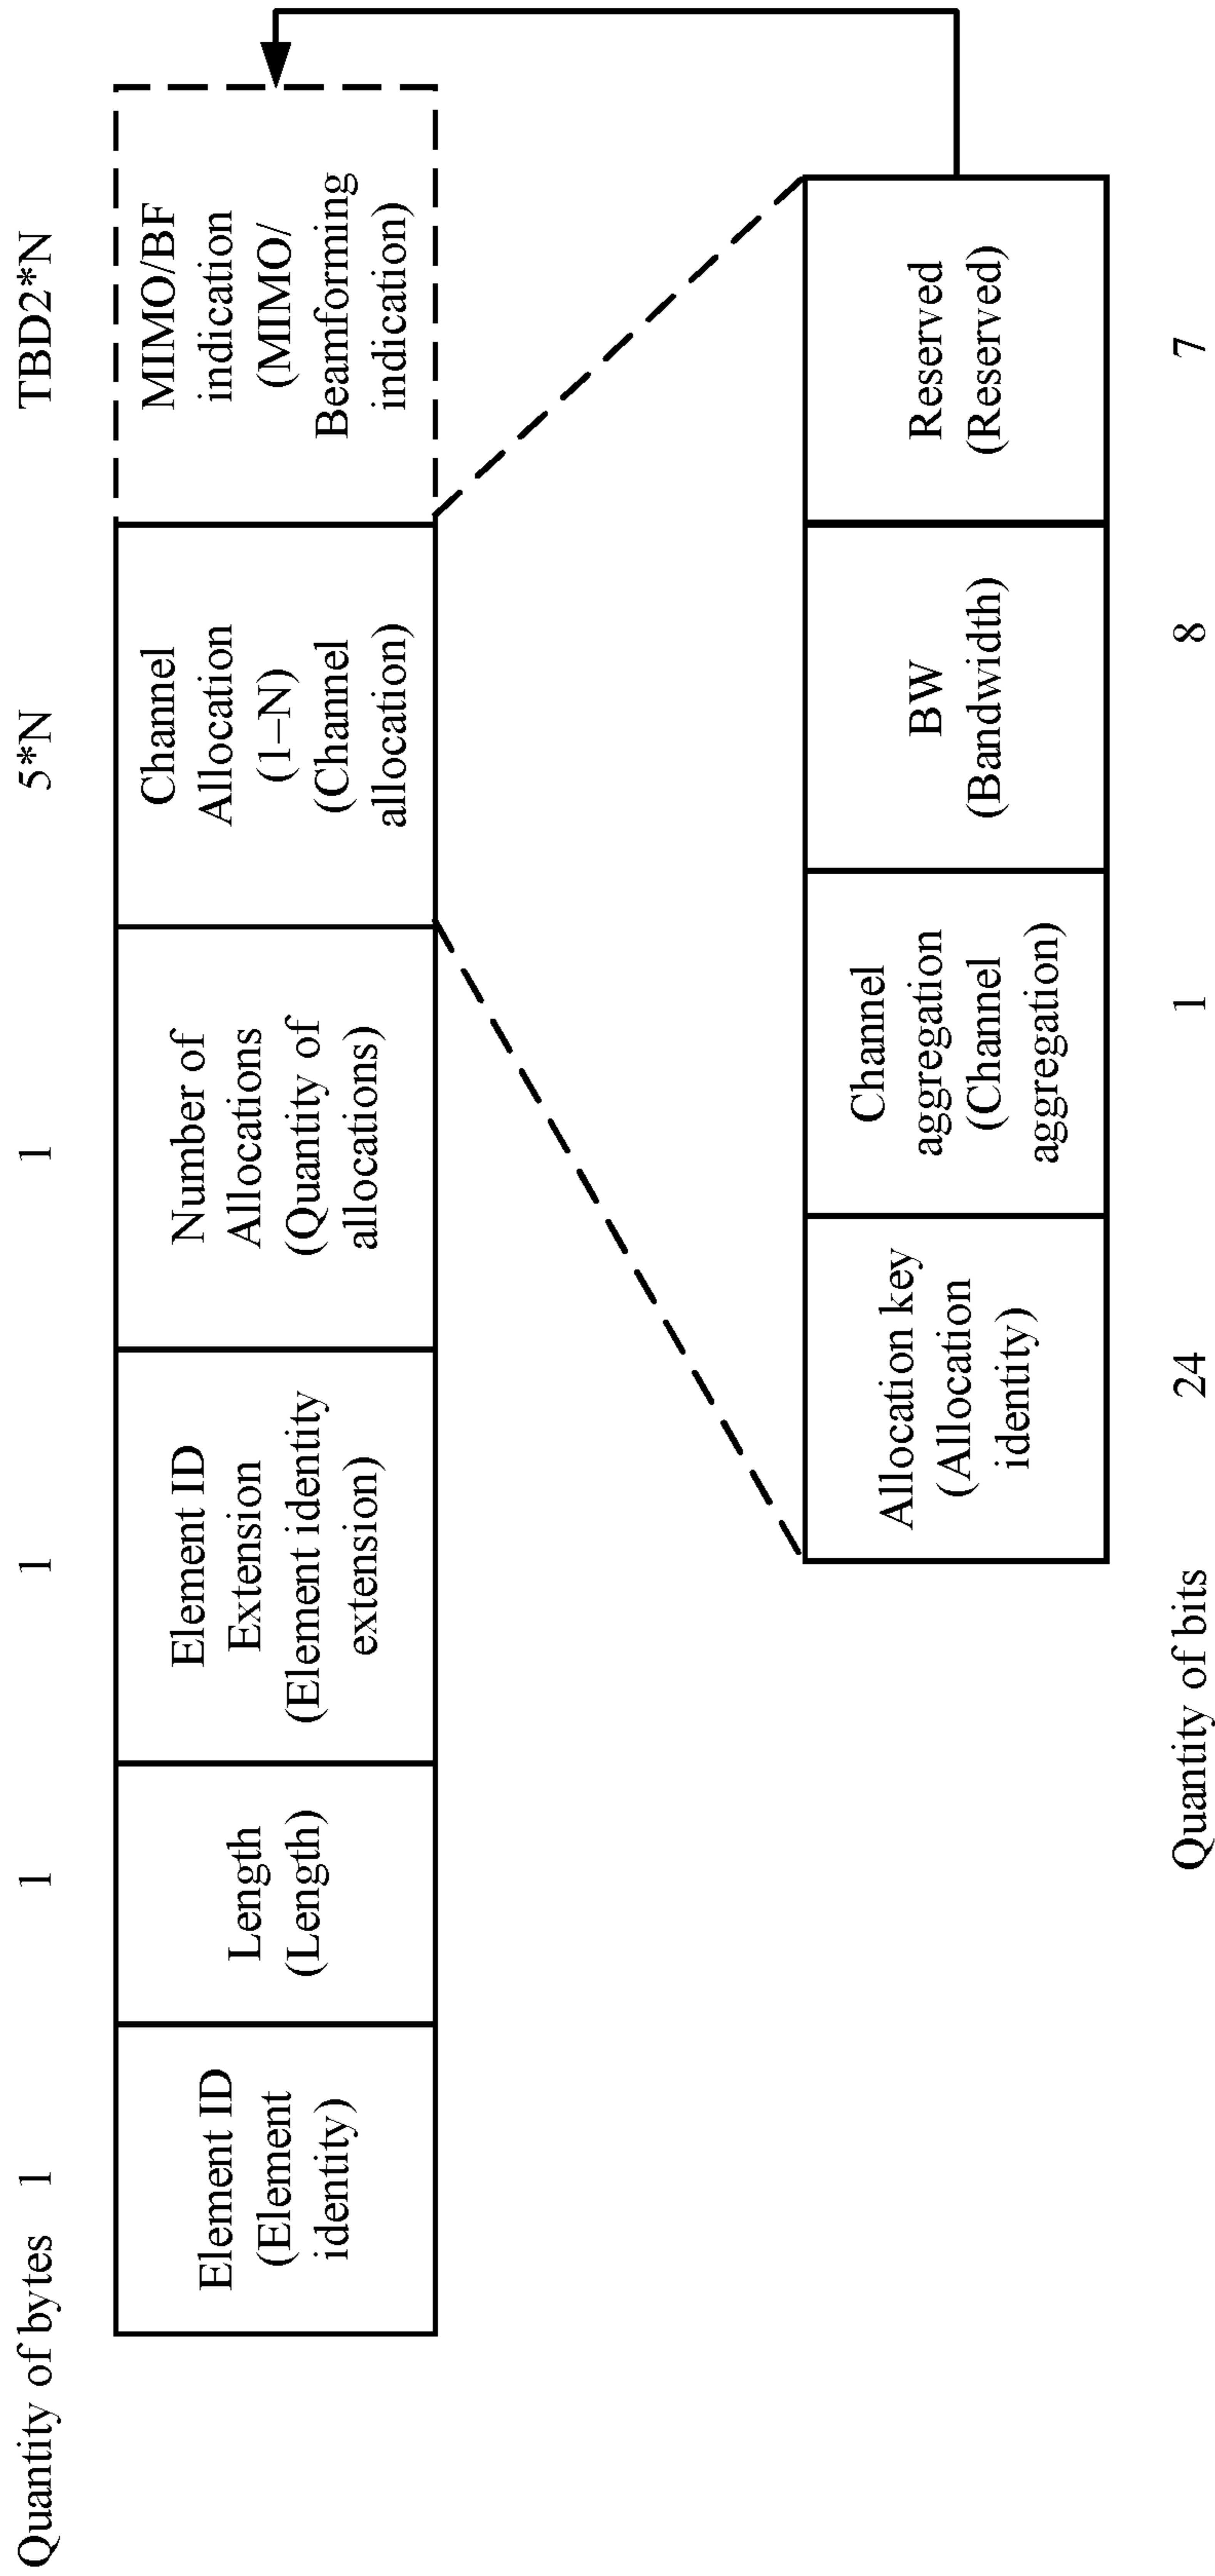 Quantity of bytes 1 1 1 1 5*N TBD2*N
Element ID
(Element
identity)
Length
(Length)
Element ID
Extension
(Element identity
extension)
Number of
Allocations
(Quantity of
allocations)
Channel
Allocation
(1–N)
(Channel
allocation)
MIMO/BF
indication
(MIMO/
Beamforming
indication)
Allocation key
(Allocation
identity)
Channel
aggregation
(Channel
aggregation)
BW
(Bandwidth)
Reserved
(Reserved)
Quantity of bits 24 1 8 7